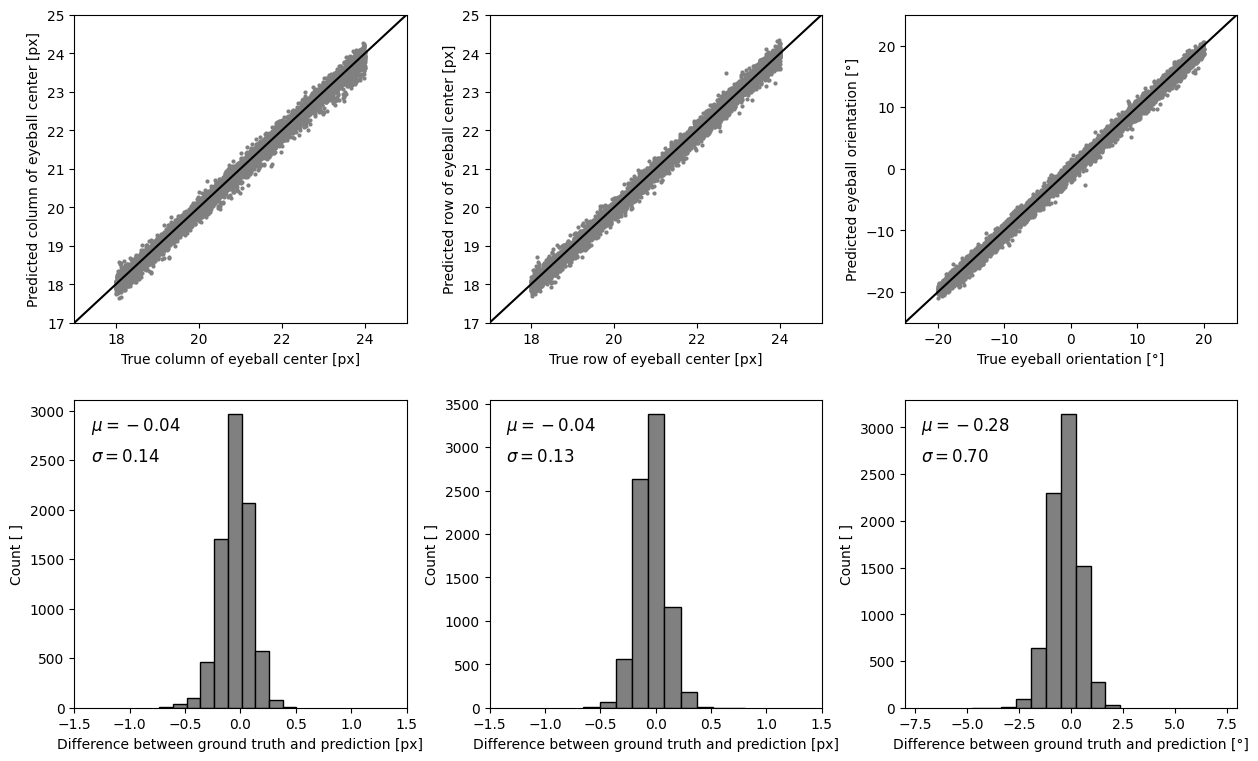 25
24
23
22
21
20
19
18
17
18 20 22 24
Predicted column of eyeball center [px]
True column of eyeball center [px]
25
24
23
22
21
20
19
18
17
18 20 22 24
Predicted row of eyeball center [px]
True row of eyeball center [px]
20
10
0
−10
−20
−20 −10 0 10 20
Predicted eyeball orientation [°]
True eyeball orientation [°]
3000
2500
2000
1500
1000
500
0
−1.5 −1.0 −0.5 0.0 0.5 1.0 1.5
Count [ ]
μ = −0.04
σ = 0.14
Difference between ground truth and prediction [px]
3500
3000
2500
2000
1500
1000
500
0
−1.5 −1.0 −0.5 0.0 0.5 1.0 1.5
Count [ ]
μ = −0.04
σ = 0.13
Difference between ground truth and prediction [px]
3000
2500
2000
1500
1000
500
0
−7.5 −5.0 −2.5 0.0 2.5 5.0 7.5
Count [ ]
μ = −0.28
σ = 0.70
Difference between ground truth and prediction [°]